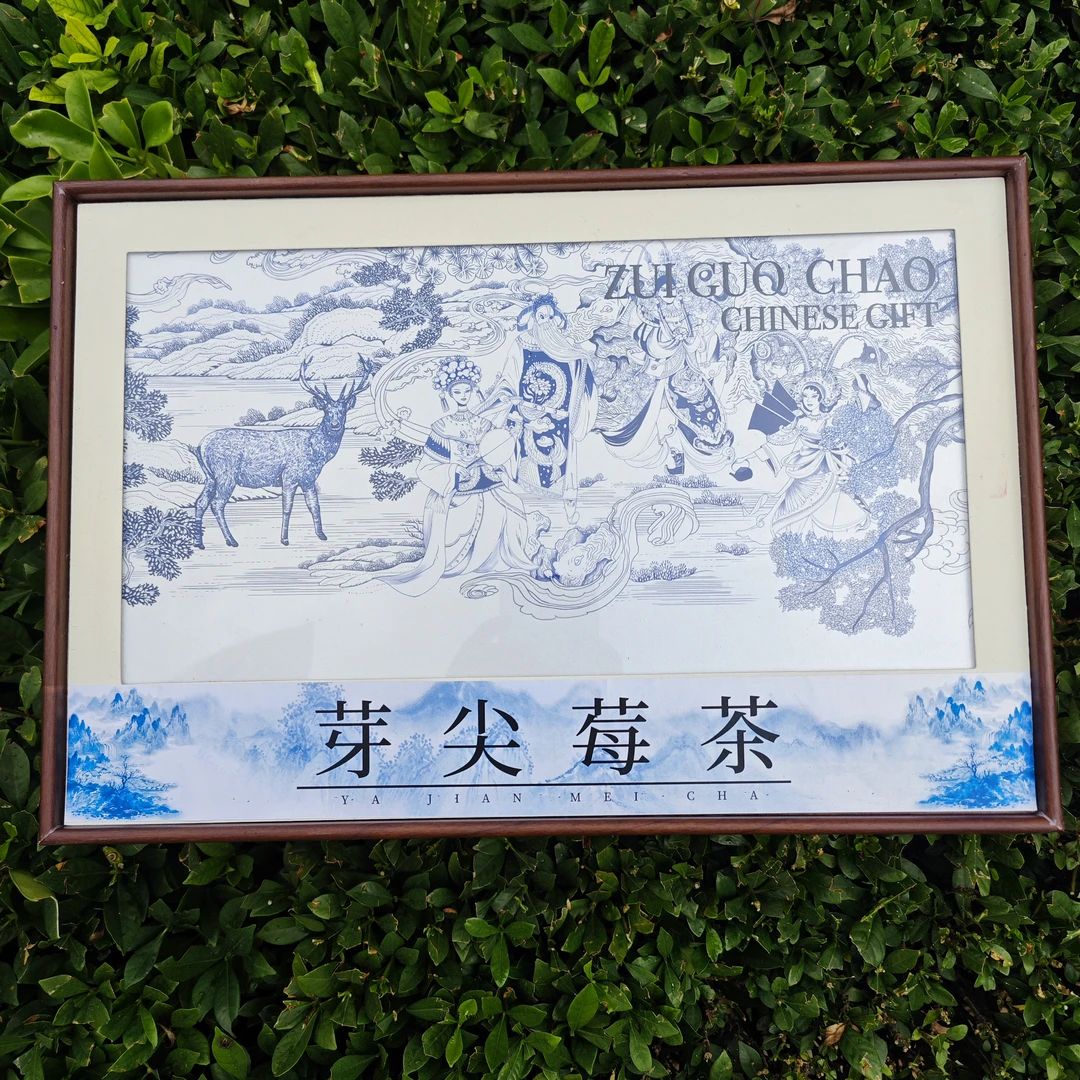 ZUI GUO CHAO
CHINESE GIFT
芽尖莓茶
YA JIAN MEI CHA